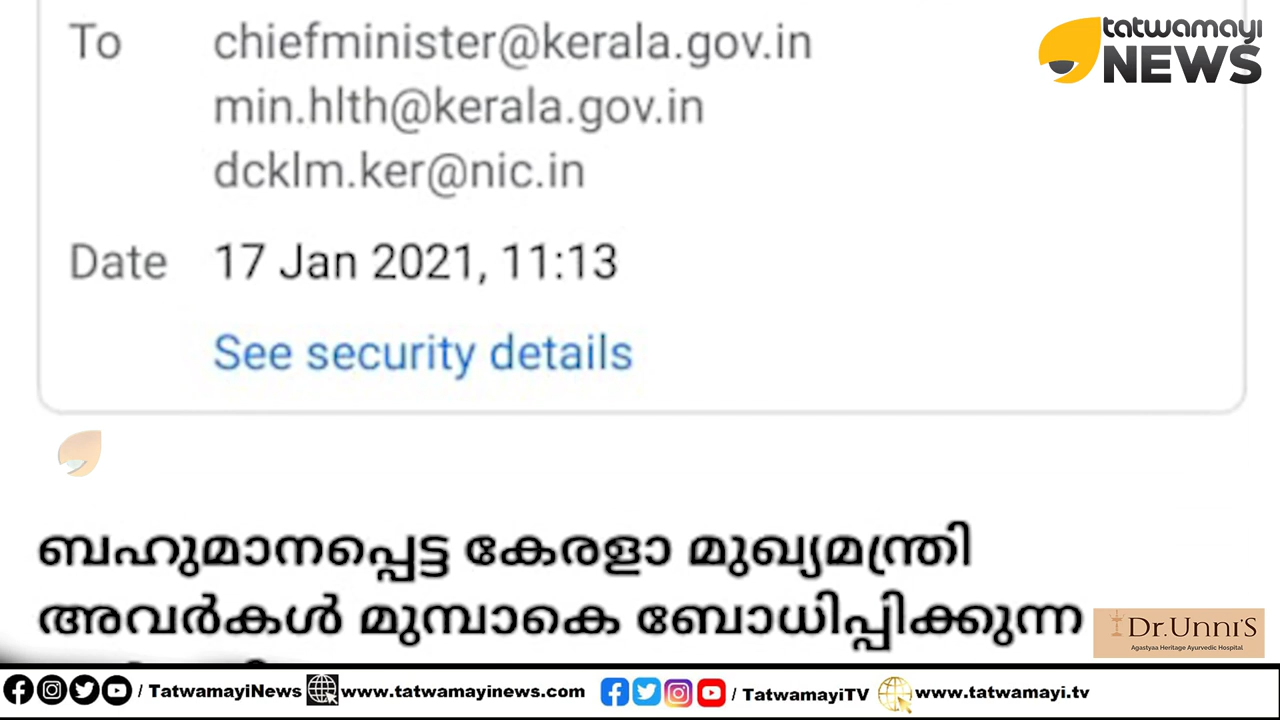 tatwamayi
NEWS
To chiefminister@kerala.gov.in
min.hlth@kerala.gov.in
dcklm.ker@nic.in
Date 17 Jan 2021, 11:13
See security details
ബഹുമാനപ്പെട്ട കേരളാ മുഖ്യമന്ത്രി
അവർകൾ മുമ്പാകെ ബോധിപ്പിക്കുന്ന
Dr.Unni's
Agastyaa Heritage Ayurvedic Hospital
/ TatwamayiNews www.tatwamayinews.com / TatwamayiTV www.tatwamayi.tv